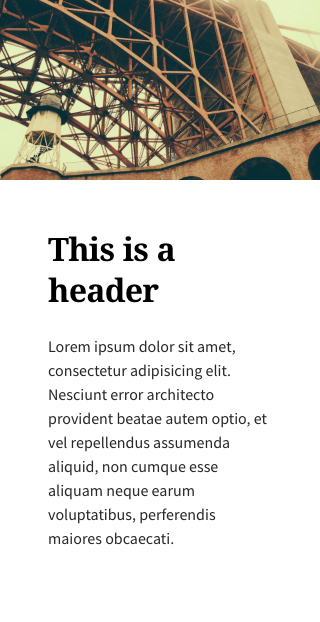 This is a
header
Lorem ipsum dolor sit amet,
consectetur adipisicing elit.
Nesciunt error architecto
provident beatae autem optio, et
vel repellendus assumenda
aliquid, non cumque esse
aliquam neque earum
voluptatibus, perferendis
maiores obcaecati.